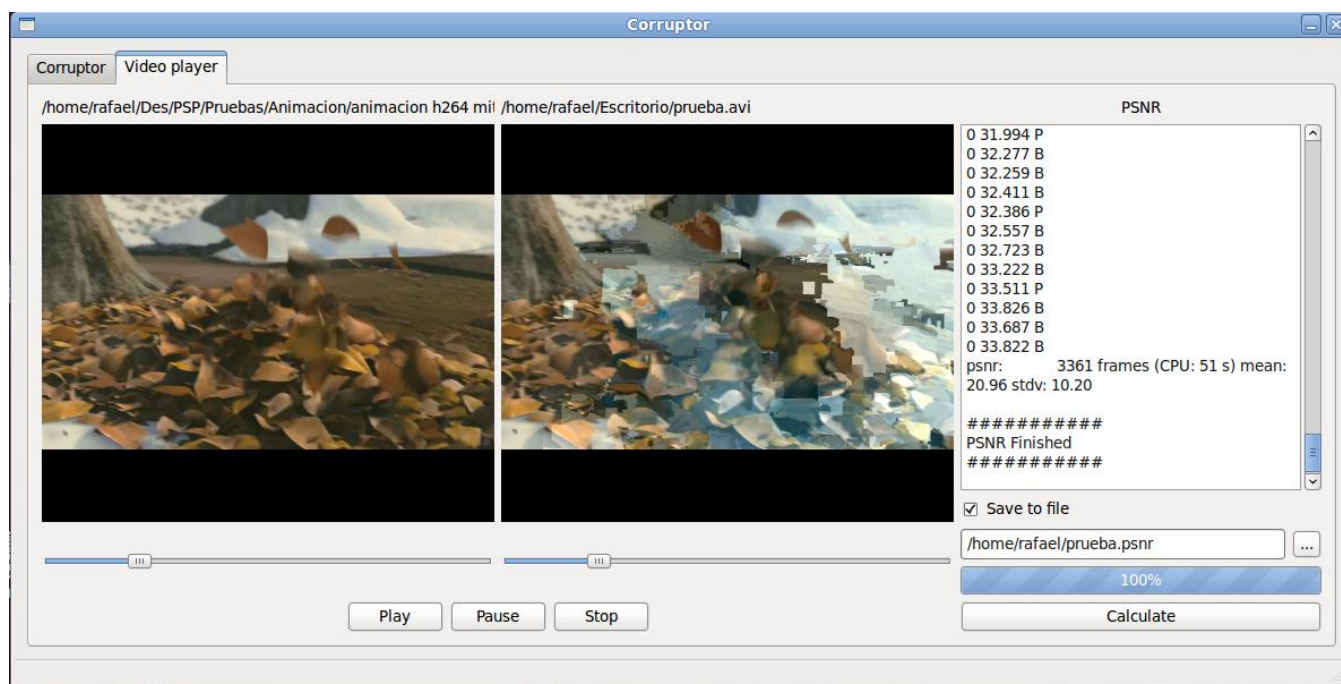 Corruptor
Corruptor
Video player
/home/rafael/Des/PSP/Pruebas/Animacion/animacion h264 mit
/home/rafael/Escritorio/prueba.avi
PSNR
0 31.994 P
0 32.277 B
0 32.259 B
0 32.411 B
0 32.386 P
0 32.557 B
0 32.723 B
0 33.222 B
0 33.511 P
0 33.826 B
0 33.687 B
0 33.822 B
psnr: 3361 frames (CPU: 51 s) mean:
20.96 stdv: 10.20
###########
PSNR Finished
###########
Save to file
/home/rafael/prueba.psnr
...
100%
Play
Pause
Stop
Calculate